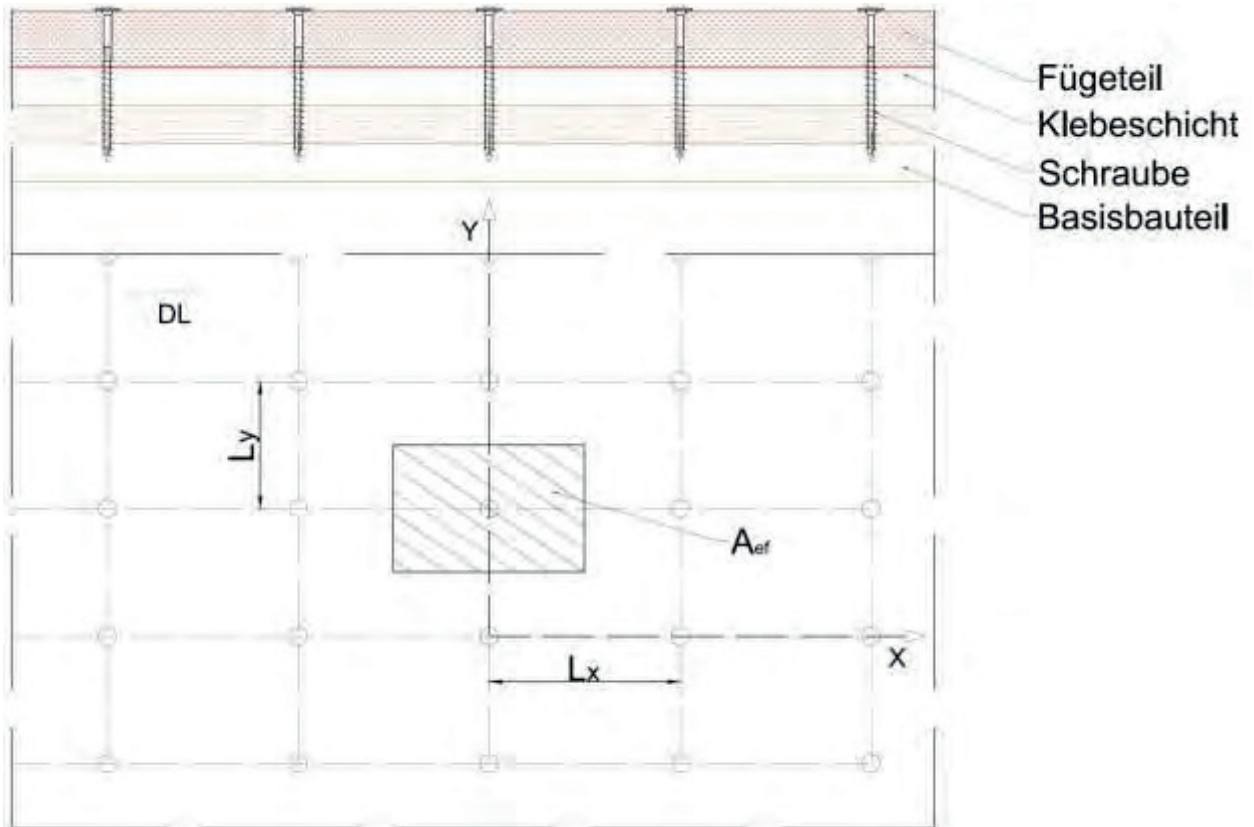 Fügeteil
Klebeschicht
Schraube
Basisbauteil
Y
DL
Ly
Aef
X
Lx